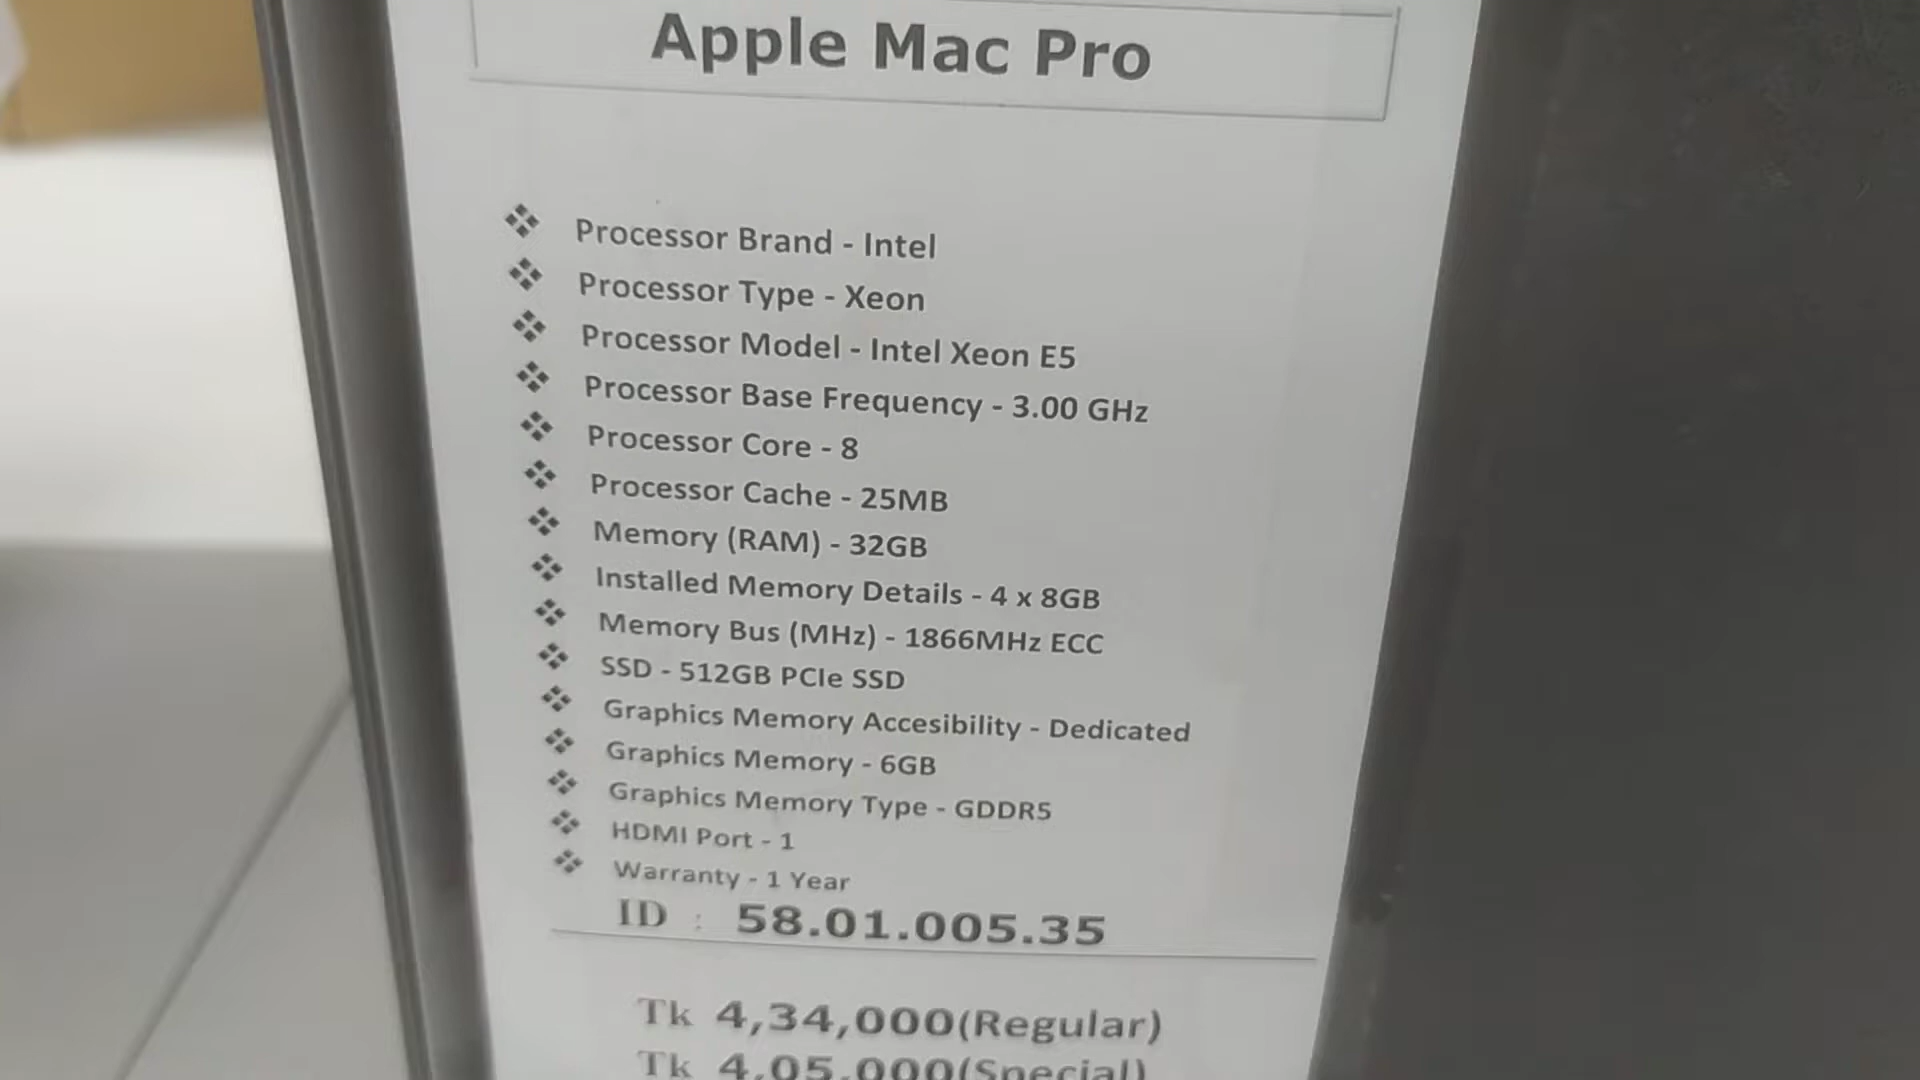 Apple Mac Pro
Processor Brand - Intel
Processor Type - Xeon
Processor Model - Intel Xeon E5
Processor Base Frequency - 3.00 GHz
Processor Core - 8
Processor Cache - 25MB
Memory (RAM) - 32GB
Installed Memory Details - 4 x 8GB
Memory Bus (MHz) - 1866MHz ECC
SSD - 512GB PCIe SSD
Graphics Memory Accesibility - Dedicated
Graphics Memory - 6GB
Graphics Memory Type - GDDR5
HDMI Port - 1
Warranty - 1 Year
ID : 58.01.005.35
Tk 4,34,000(Regular)
Tk 4,05,000(Special)